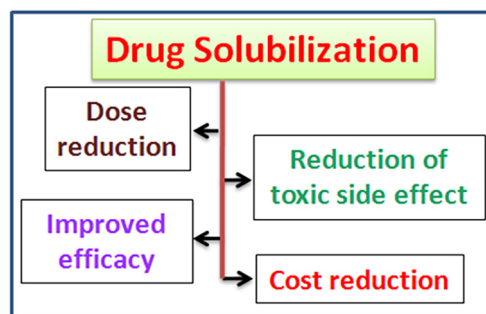 Drug Solubilization
Dose
reduction
Reduction of
toxic side effect
Improved
efficacy
Cost reduction